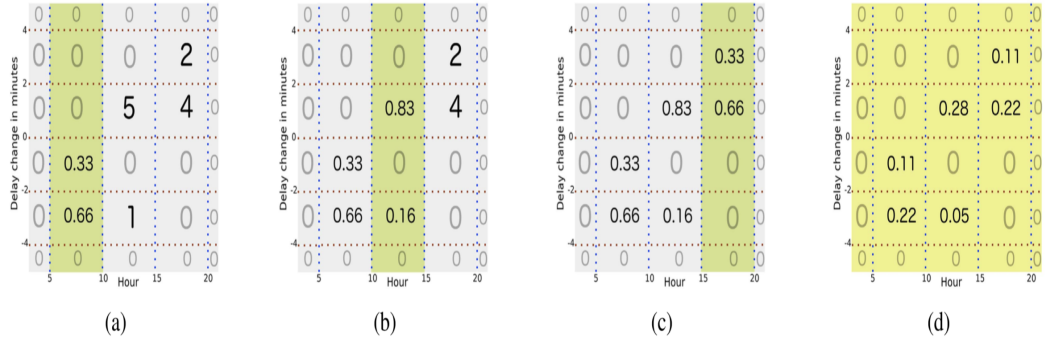 Delay change in minutes
0 0 0 0 0
4
0 0 0 2 0
2
0 0 5 4 0
0
0 0.33 0 0 0
-2
0 0.66 1 0 0
-4
0 0 0 0 0
5 10 15 20
Hour
(a)
Delay change in minutes
0 0 0 0 0
4
0 0 0 2 0
2
0 0 0.83 4 0
0
0 0.33 0 0 0
-2
0 0.66 0.16 0 0
-4
0 0 0 0 0
5 10 15 20
Hour
(b)
Delay change in minutes
0 0 0 0 0
4
0 0 0 0.33 0
2
0 0 0.83 0.66 0
0
0 0.33 0 0 0
-2
0 0.66 0.16 0 0
-4
0 0 0 0 0
5 10 15 20
Hour
(c)
Delay change in minutes
0 0 0 0 0
4
0 0 0 0.11 0
2
0 0 0.28 0.22 0
0
0 0.11 0 0 0
-2
0 0.22 0.05 0 0
-4
0 0 0 0 0
5 10 15 20
Hour
(d)